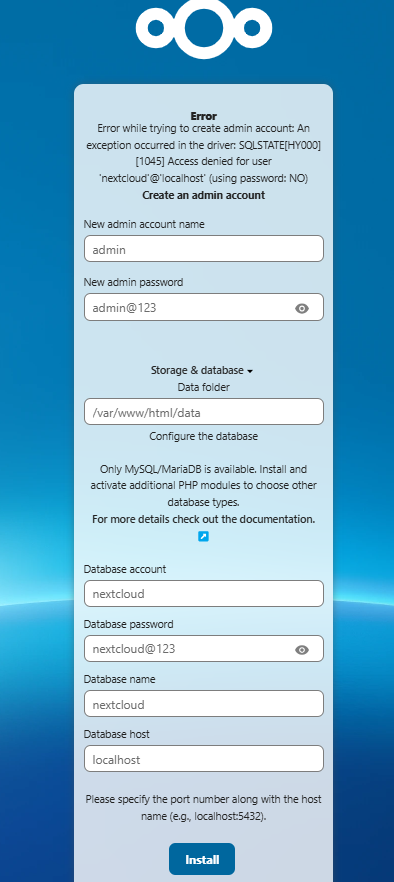 Error
Error while trying to create admin account: An
exception occurred in the driver: SQLSTATE[HY000]
[1045] Access denied for user
'nextcloud'@'localhost' (using password: NO)
Create an admin account
New admin account name
admin
New admin password
admin@123
Storage & database
Data folder
/var/www/html/data
Configure the database
Only MySQL/MariaDB is available. Install and
activate additional PHP modules to choose other
database types.
For more details check out the documentation.
Database account
nextcloud
Database password
nextcloud@123
Database name
nextcloud
Database host
localhost
Please specify the port number along with the host
name (e.g., localhost:5432).
Install